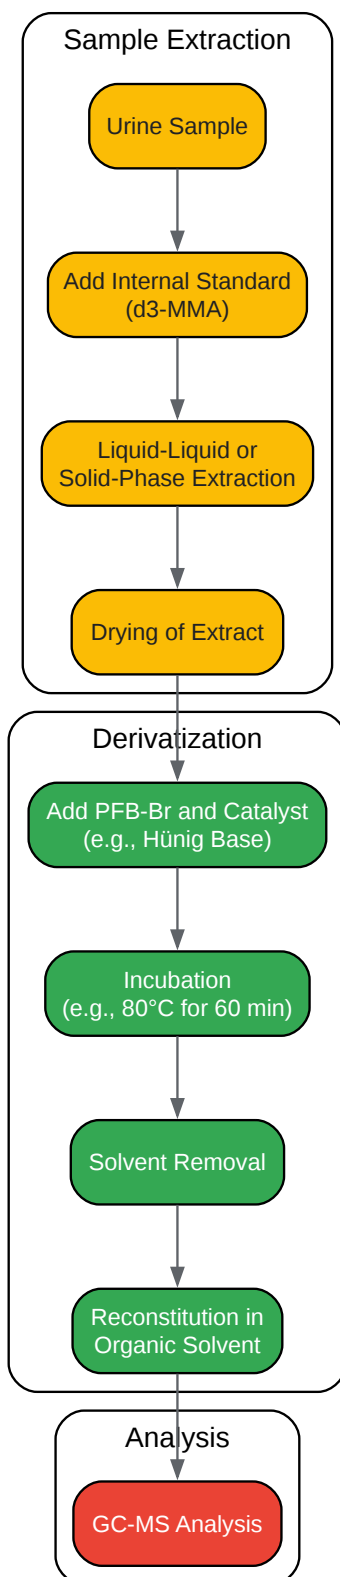 Sample Extraction
Urine Sample
Add Internal Standard
(d3-MMA)
Liquid-Liquid or
Solid-Phase Extraction
Drying of Extract
Derivatization
Add PFB-Br and Catalyst
(e.g., Hünig Base)
Incubation
(e.g., 80°C for 60 min)
Solvent Removal
Reconstitution in
Organic Solvent
Analysis
GC-MS Analysis